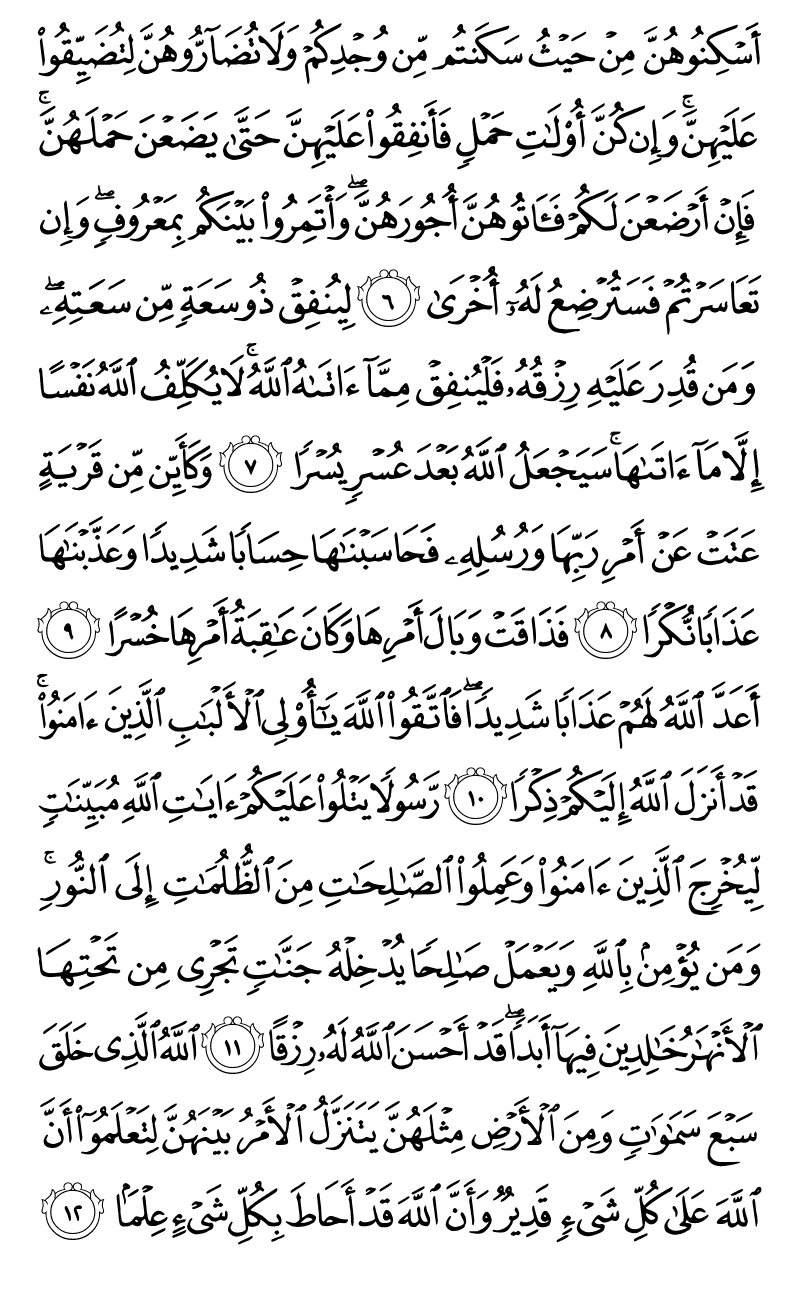 أَسۡكِنُوهُنَّ مِنۡ حَيۡثُ سَكَنتُم مِّن وُجۡدِكُمۡ وَلَا تُضَآرُّوهُنَّ لِتُضَيِّقُواْ
عَلَيۡهِنَّۚ وَإِن كُنَّ أُوْلَٰتِ حَمۡلٖ فَأَنفِقُواْ عَلَيۡهِنَّ حَتَّىٰ يَضَعۡنَ حَمۡلَهُنَّۚ
فَإِنۡ أَرۡضَعۡنَ لَكُمۡ فَـَٔاتُوهُنَّ أُجُورَهُنَّۖ وَأۡتَمِرُواْ بَيۡنَكُم بِمَعۡرُوفٖۖ وَإِن
تَعَاسَرۡتُمۡ فَسَتُرۡضِعُ لَهُۥٓ أُخۡرَىٰ ٦ لِيُنفِقۡ ذُو سَعَةٖ مِّن سَعَتِهِۦۖ
وَمَن قُدِرَ عَلَيۡهِ رِزۡقُهُۥ فَلۡيُنفِقۡ مِمَّآ ءَاتَىٰهُ ٱللَّهُۚ لَا يُكَلِّفُ ٱللَّهُ نَفۡسًا
إِلَّا مَآ ءَاتَىٰهَاۚ سَيَجۡعَلُ ٱللَّهُ بَعۡدَ عُسۡرٖ يُسۡرٗا ٧ وَكَأَيِّن مِّن قَرۡيَةٍ
عَتَتۡ عَنۡ أَمۡرِ رَبِّهَا وَرُسُلِهِۦ فَحَاسَبۡنَٰهَا حِسَابٗا شَدِيدٗا وَعَذَّبۡنَٰهَا
عَذَابٗا نُّكۡرٗا ٨ فَذَاقَتۡ وَبَالَ أَمۡرِهَا وَكَانَ عَٰقِبَةُ أَمۡرِهَا خُسۡرًا ٩
أَعَدَّ ٱللَّهُ لَهُمۡ عَذَابٗا شَدِيدٗاۖ فَٱتَّقُواْ ٱللَّهَ يَٰٓأُوْلِي ٱلۡأَلۡبَٰبِ ٱلَّذِينَ ءَامَنُواْۚ
قَدۡ أَنزَلَ ٱللَّهُ إِلَيۡكُمۡ ذِكۡرٗا ١٠ رَّسُولٗا يَتۡلُواْ عَلَيۡكُمۡ ءَايَٰتِ ٱللَّهِ مُبَيِّنَٰتٖ
لِّيُخۡرِجَ ٱلَّذِينَ ءَامَنُواْ وَعَمِلُواْ ٱلصَّٰلِحَٰتِ مِنَ ٱلظُّلُمَٰتِ إِلَى ٱلنُّورِۚ
وَمَن يُؤۡمِنۢ بِٱللَّهِ وَيَعۡمَلۡ صَٰلِحٗا يُدۡخِلۡهُ جَنَّٰتٖ تَجۡرِي مِن تَحۡتِهَا
ٱلۡأَنۡهَٰرُ خَٰلِدِينَ فِيهَآ أَبَدٗاۖ قَدۡ أَحۡسَنَ ٱللَّهُ لَهُۥ رِزۡقًا ١١ ٱللَّهُ ٱلَّذِي خَلَقَ
سَبۡعَ سَمَٰوَٰتٖ وَمِنَ ٱلۡأَرۡضِ مِثۡلَهُنَّۖ يَتَنَزَّلُ ٱلۡأَمۡرُ بَيۡنَهُنَّ لِتَعۡلَمُوٓاْ أَنَّ
ٱللَّهَ عَلَىٰ كُلِّ شَيۡءٖ قَدِيرٞ وَأَنَّ ٱللَّهَ قَدۡ أَحَاطَ بِكُلِّ شَيۡءٍ عِلۡمَۢا ١٢